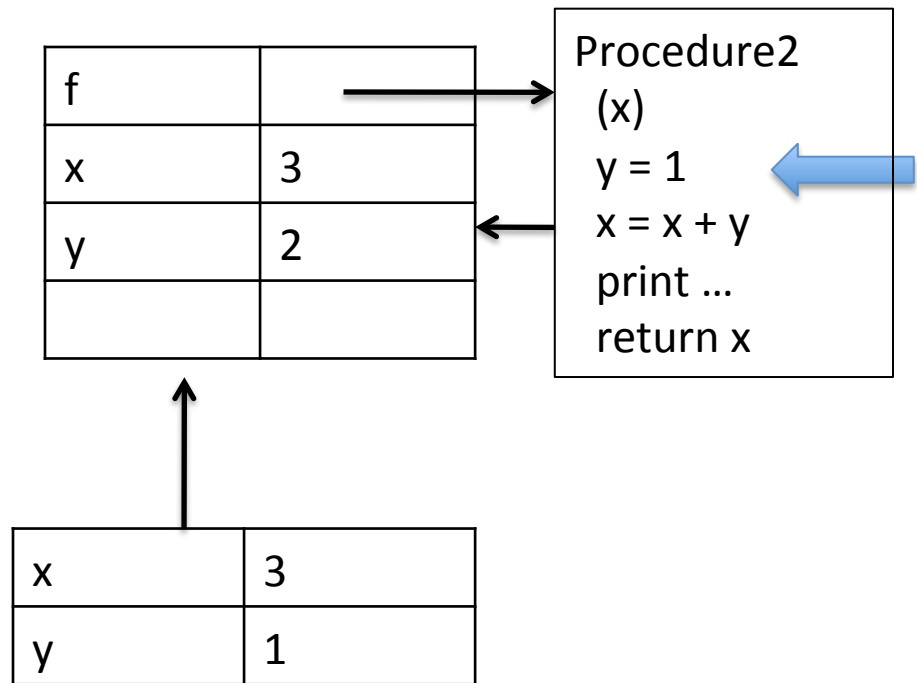 f
x 3
y 2
Procedure2
(x)
y = 1
x = x + y
print …
return x
x 3
y 1